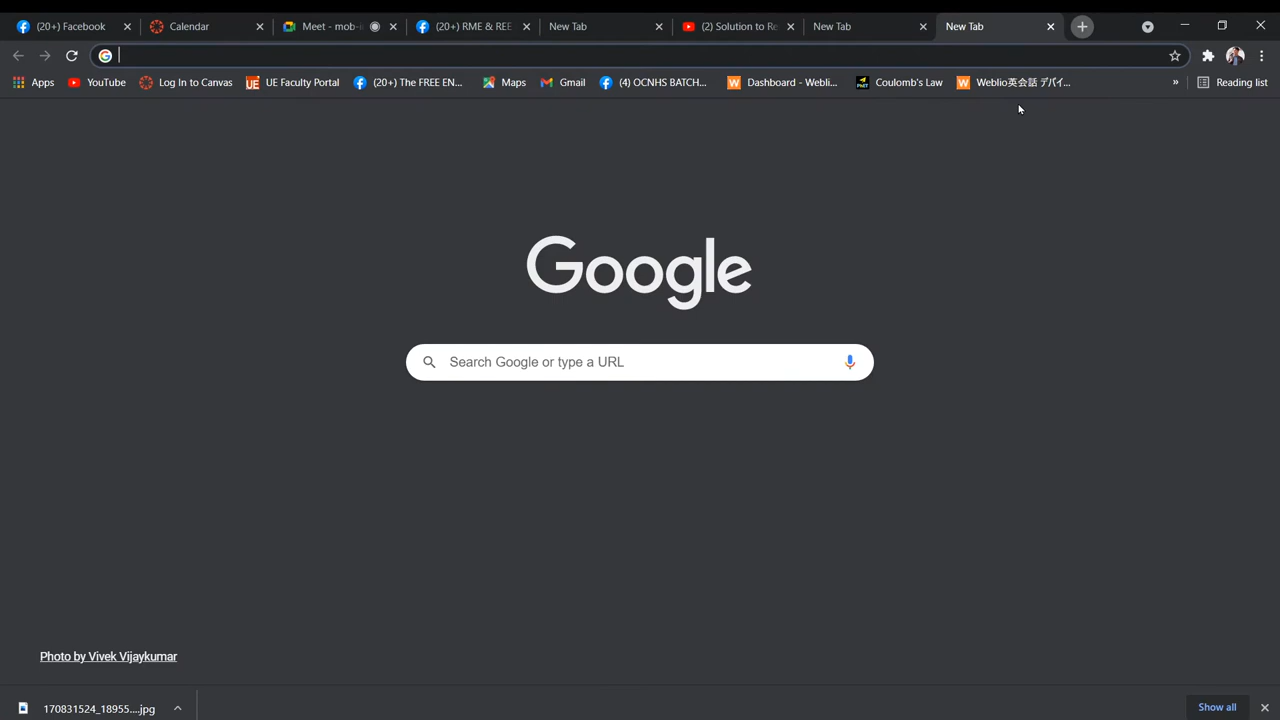 (20+) Facebook
Calendar
Meet - mob-i
(20+) RME & REE
New Tab
(2) Solution to Re
New Tab
New Tab
Apps
YouTube
Log In to Canvas
UE Faculty Portal
(20+) The FREE EN...
Maps
Gmail
(4) OCNHS BATCH...
Dashboard - Webli...
Coulomb's Law
Weblio英会話 デバイ...
»
Reading list
Google
Search Google or type a URL
Photo by Vivek Vijaykumar
170831524_18955....jpg
Show all